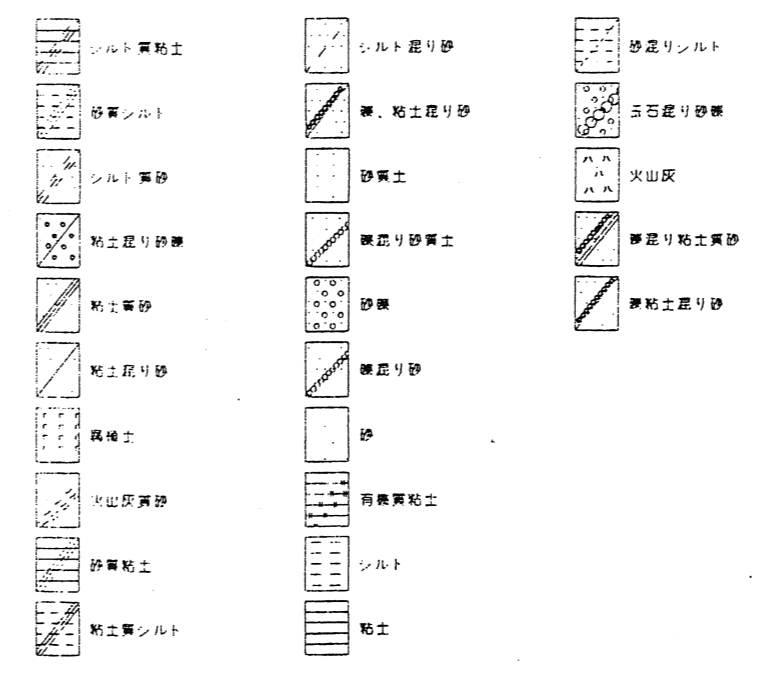 シルト質粘土
砂質シルト
シルト質砂
粘土混り砂礫
粘土質砂
粘土混り砂
腐植土
火山灰質砂
砂質粘土
粘土質シルト
シルト混り砂
礫、粘土混り砂
砂質土
礫混り砂質土
砂礫
礫混り砂
砂
有機質粘土
シルト
粘土
砂混りシルト
玉石混り砂礫
火山灰
礫混り粘土質砂
礫粘土混り砂